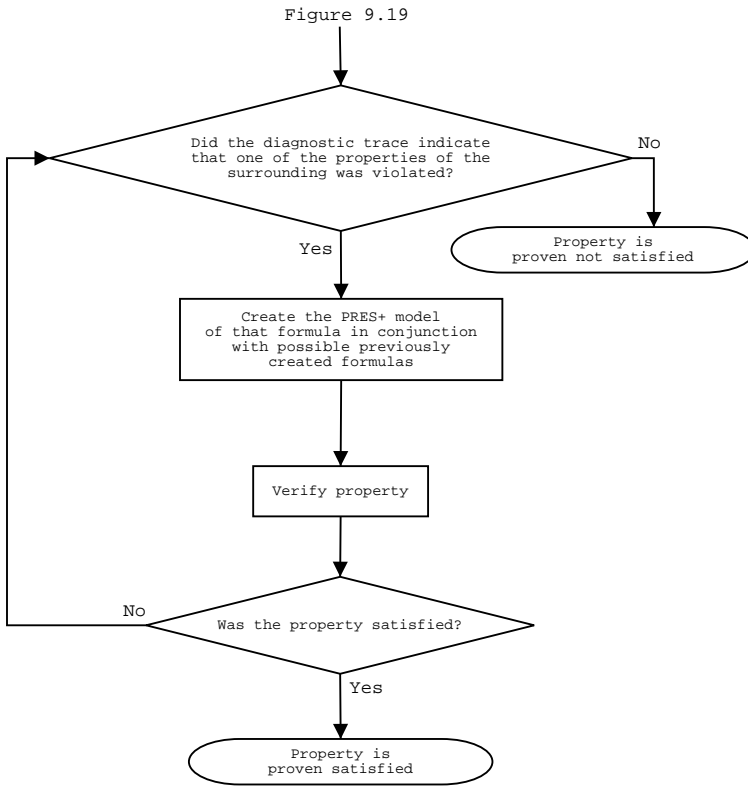 Figure 9.19
Did the diagnostic trace indicate
that one of the properties of the
surrounding was violated?
No
Property is
proven not satisfied
Yes
Create the PRES+ model
of that formula in conjunction
with possible previously
created formulas
Verify property
No
Was the property satisfied?
Yes
Property is
proven satisfied